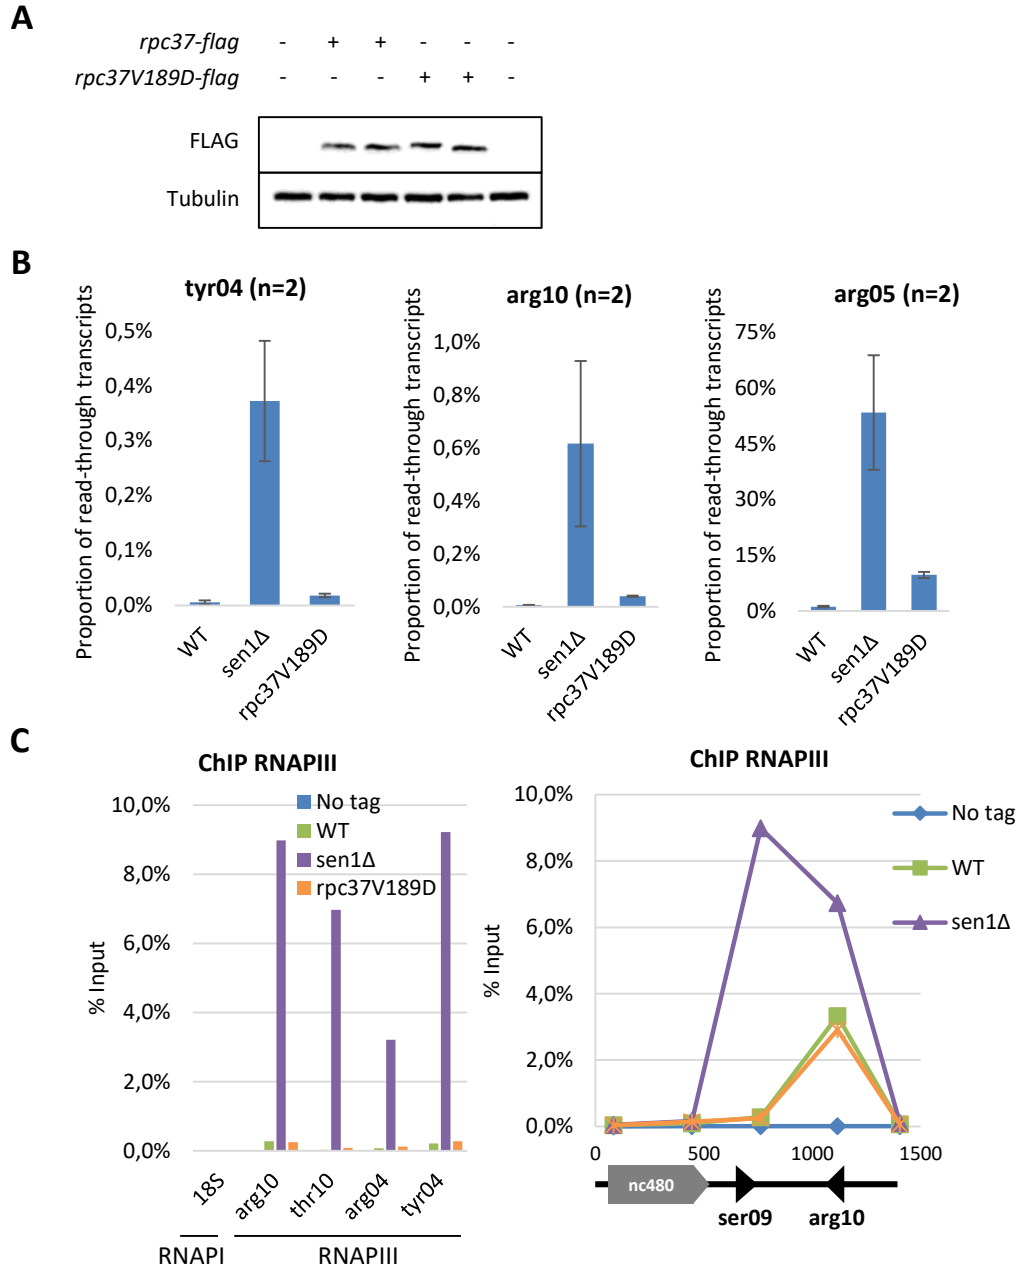 A
rpc37-flag - + + - - -
rpc37V189D-flag - - - + + -
FLAG
Tubulin
B
tyr04 (n=2)
Proportion of read-through transcripts
0,5%
0,4%
0,3%
0,2%
0,1%
0,0%
WT
sen1Δ
rpc37V189D
arg10 (n=2)
Proportion of read-through transcripts
1,0%
0,8%
0,6%
0,4%
0,2%
0,0%
WT
sen1Δ
rpc37V189D
arg05 (n=2)
Proportion of read-through transcripts
75%
60%
45%
30%
15%
0%
WT
sen1Δ
rpc37V189D
C
ChIP RNAPIII
% Input
10,0%
8,0%
6,0%
4,0%
2,0%
0,0%
No tag
WT
sen1Δ
rpc37V189D
18S
arg10
thr10
arg04
tyr04
RNAPI
RNAPIII
ChIP RNAPIII
% Input
10,0%
8,0%
6,0%
4,0%
2,0%
0,0%
No tag
WT
sen1Δ
0 500 1000 1500
nc480
ser09
arg10